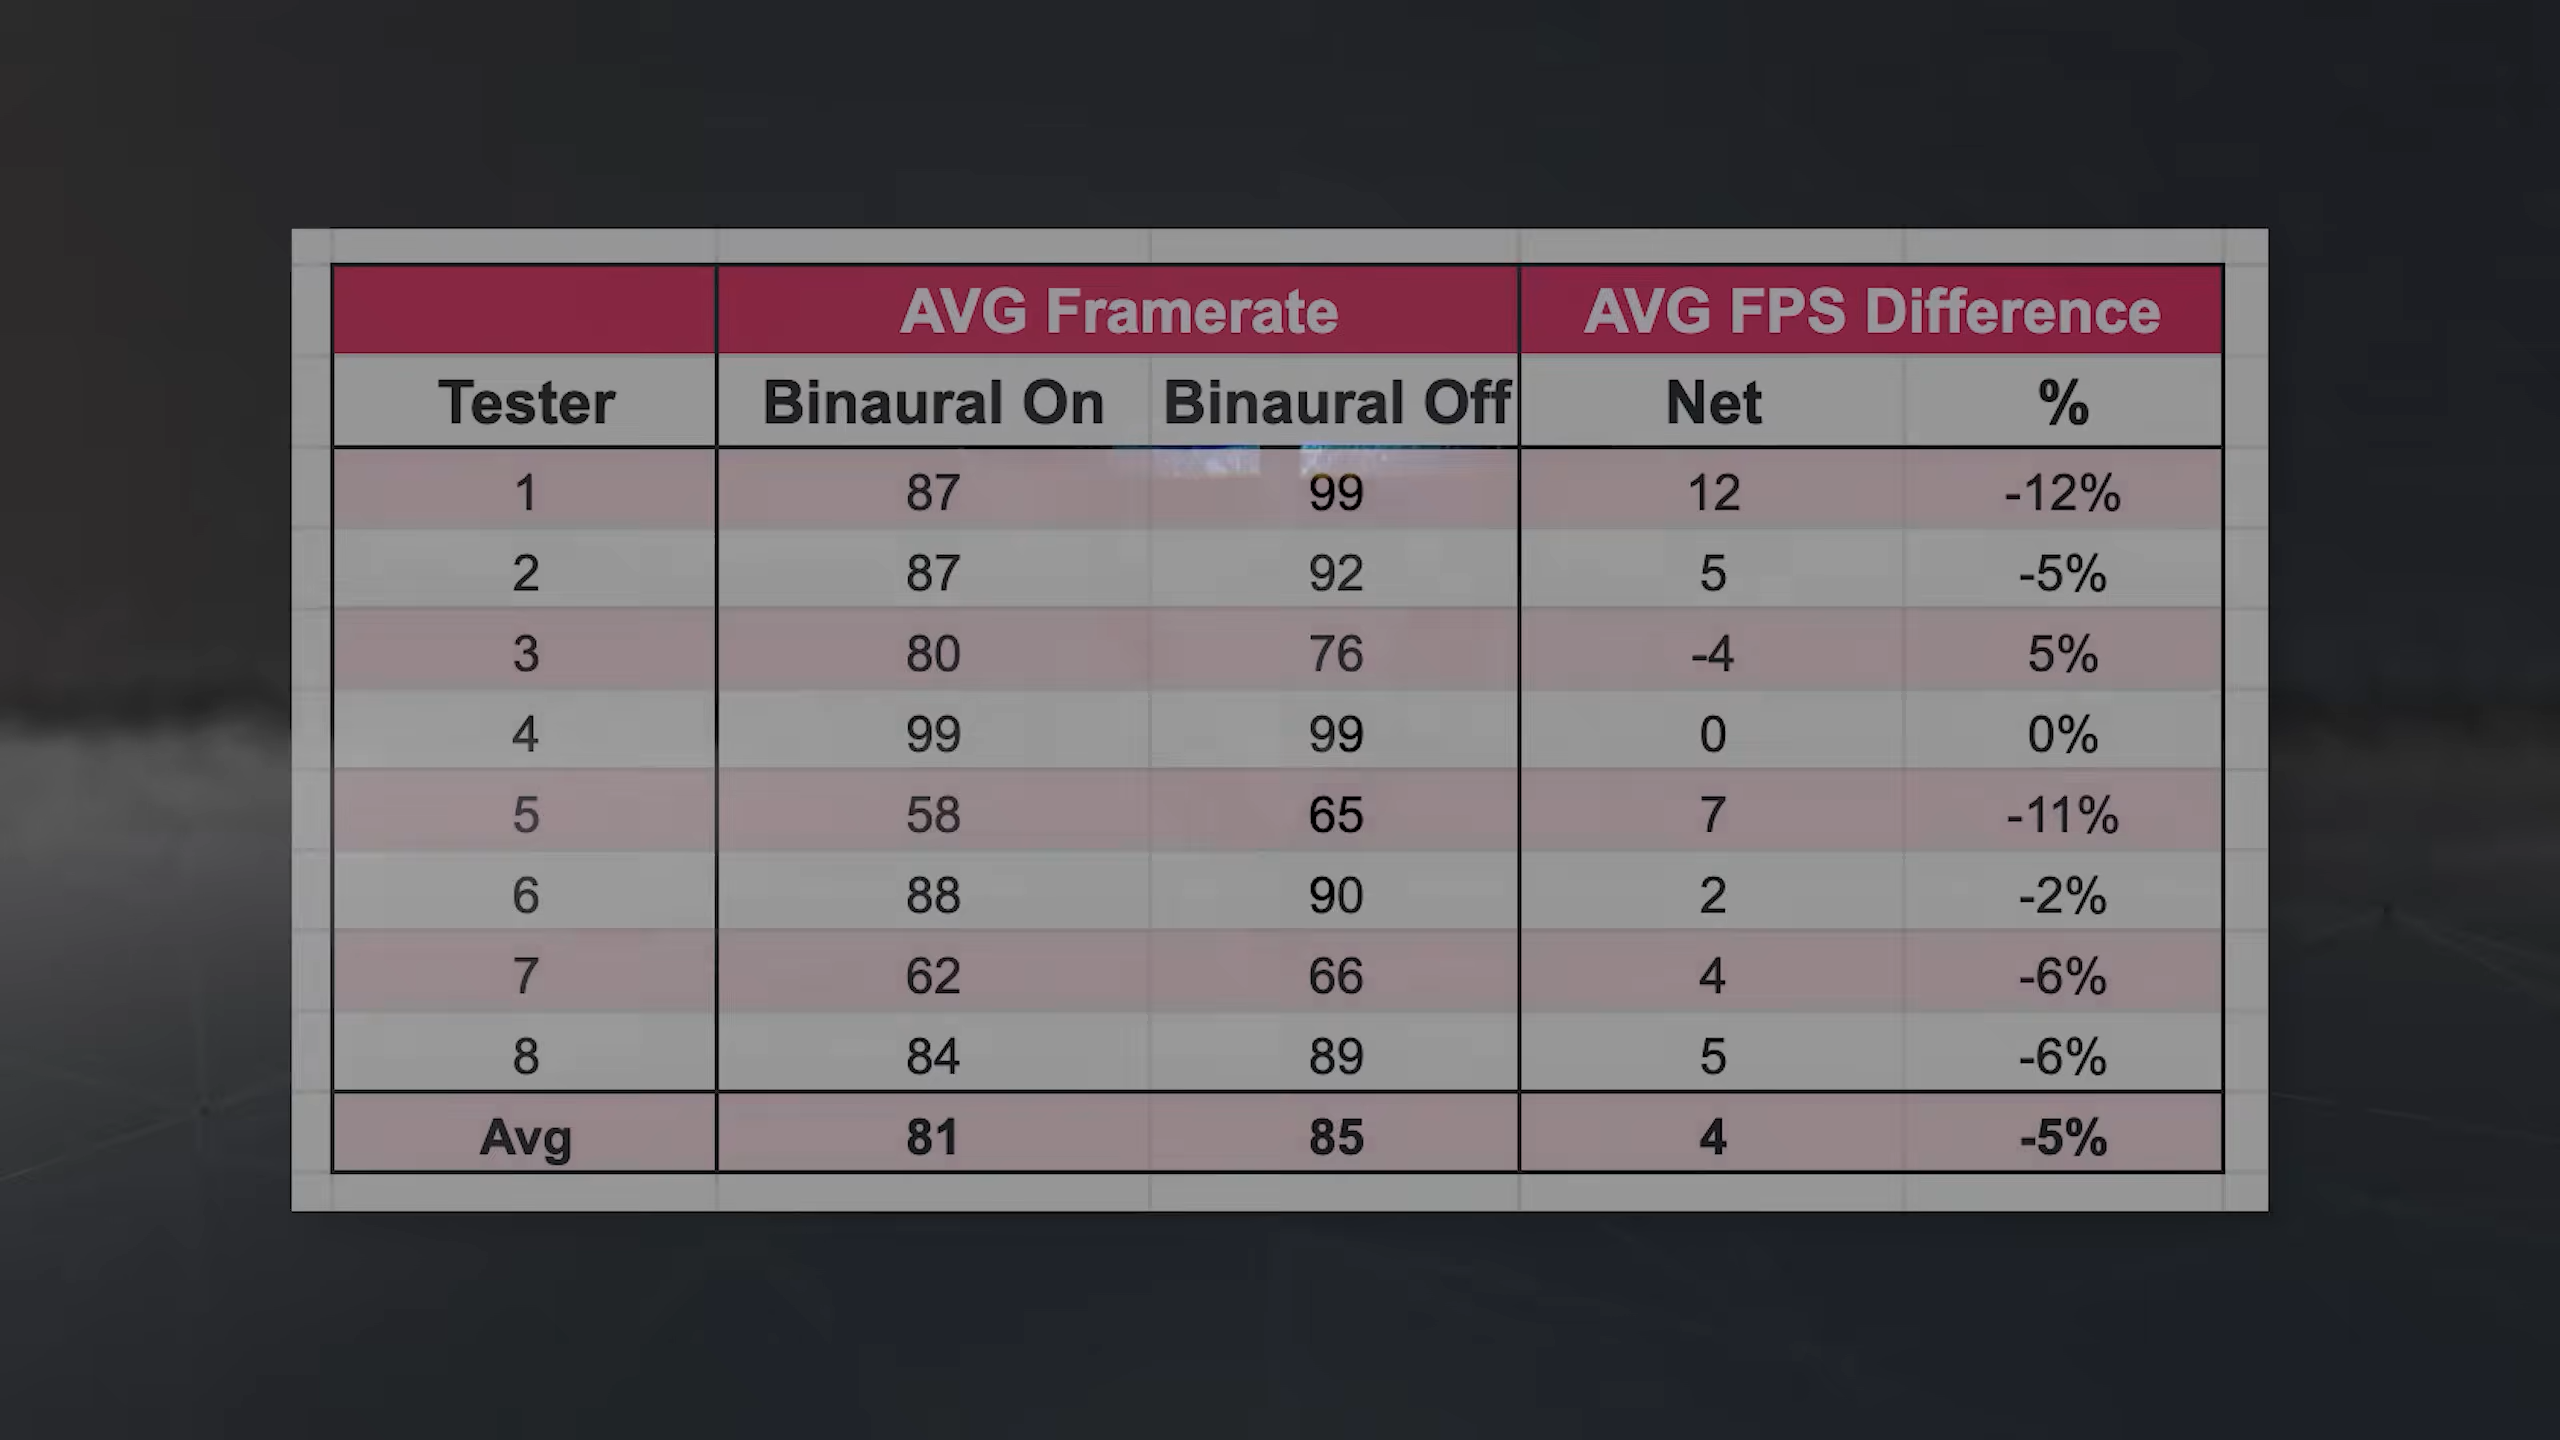 AVG Framerate AVG FPS Difference
Tester Binaural On Binaural Off Net %
1 87 99 12 -12%
2 87 92 5 -5%
3 80 76 -4 5%
4 99 99 0 0%
5 58 65 7 -11%
6 88 90 2 -2%
7 62 66 4 -6%
8 84 89 5 -6%
Avg 81 85 4 -5%